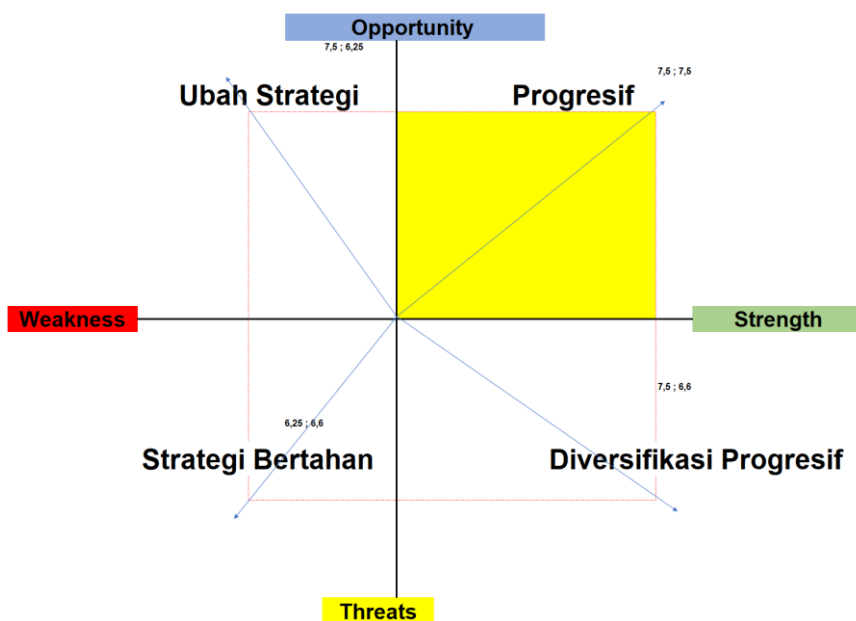 Opportunity
7,5 ; 6,25
7,5 ; 7,5
Ubah Strategi
Progresif
Weakness
Strength
7,5 ; 6,6
6,25 ; 6,6
Strategi Bertahan
Diversifikasi Progresif
Threats